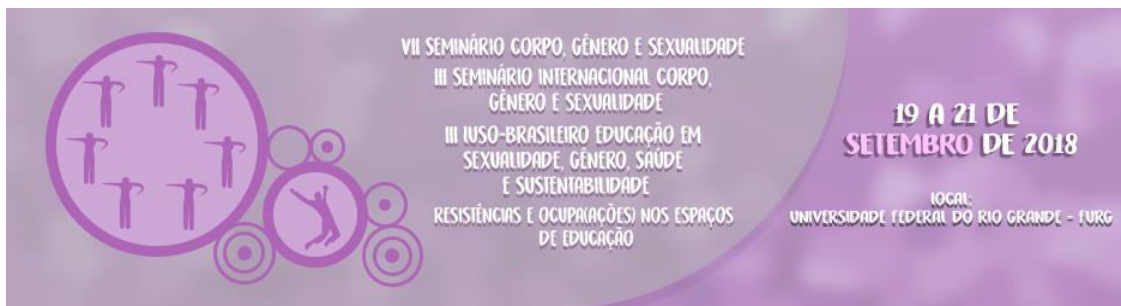 VII SEMINÁRIO CORPO, GÊNERO E SEXUALIDADE
III SEMINÁRIO INTERNACIONAL CORPO,
GÊNERO E SEXUALIDADE
III LUSO-BRASILEIRO EDUCAÇÃO EM
SEXUALIDADE, GÊNERO, SAÚDE
E SUSTENTABILIDADE
RESISTÊNCIAS E OCUPA(AÇÕES) NOS ESPAÇOS
DE EDUCAÇÃO
19 A 21 DE
SETEMBRO DE 2018
LOCAL:
UNIVERSIDADE FEDERAL DO RIO GRANDE - FURG